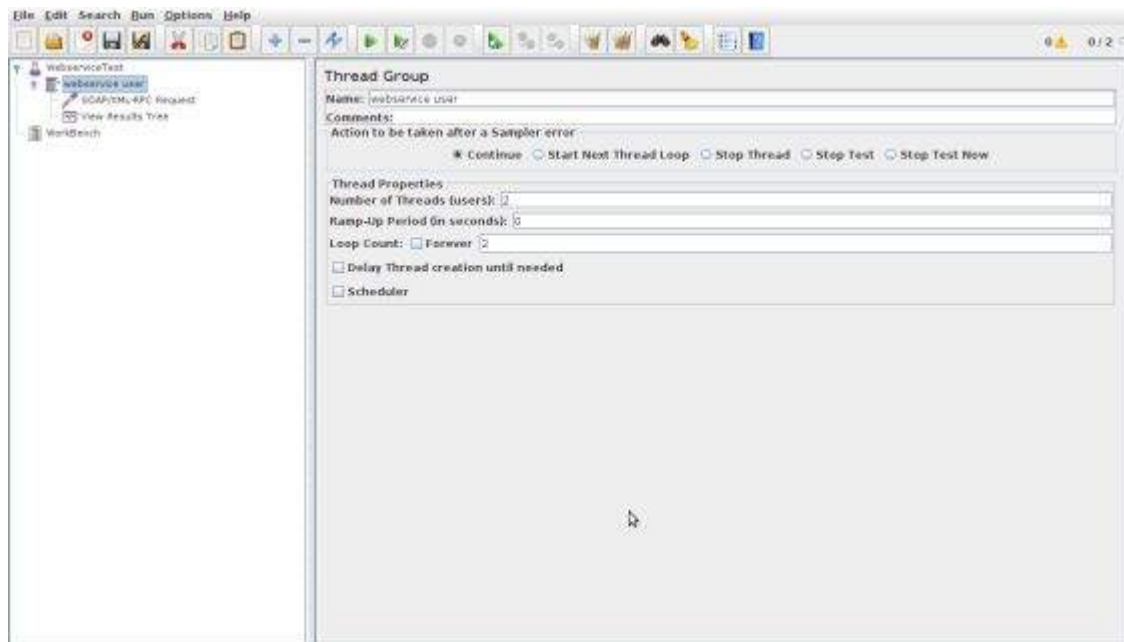 File Edit Search Run Options Help
0 0/2
WebserviceTest
webservice user
SOAP/XML-RPC Request
View Results Tree
WorkBench
Thread Group
Name: webservice user
Comments:
Action to be taken after a Sampler error
Continue Start Next Thread Loop Stop Thread Stop Test Stop Test Now
Thread Properties
Number of Threads (users): 2
Ramp-Up Period (in seconds): 0
Loop Count: Forever 2
Delay Thread creation until needed
Scheduler